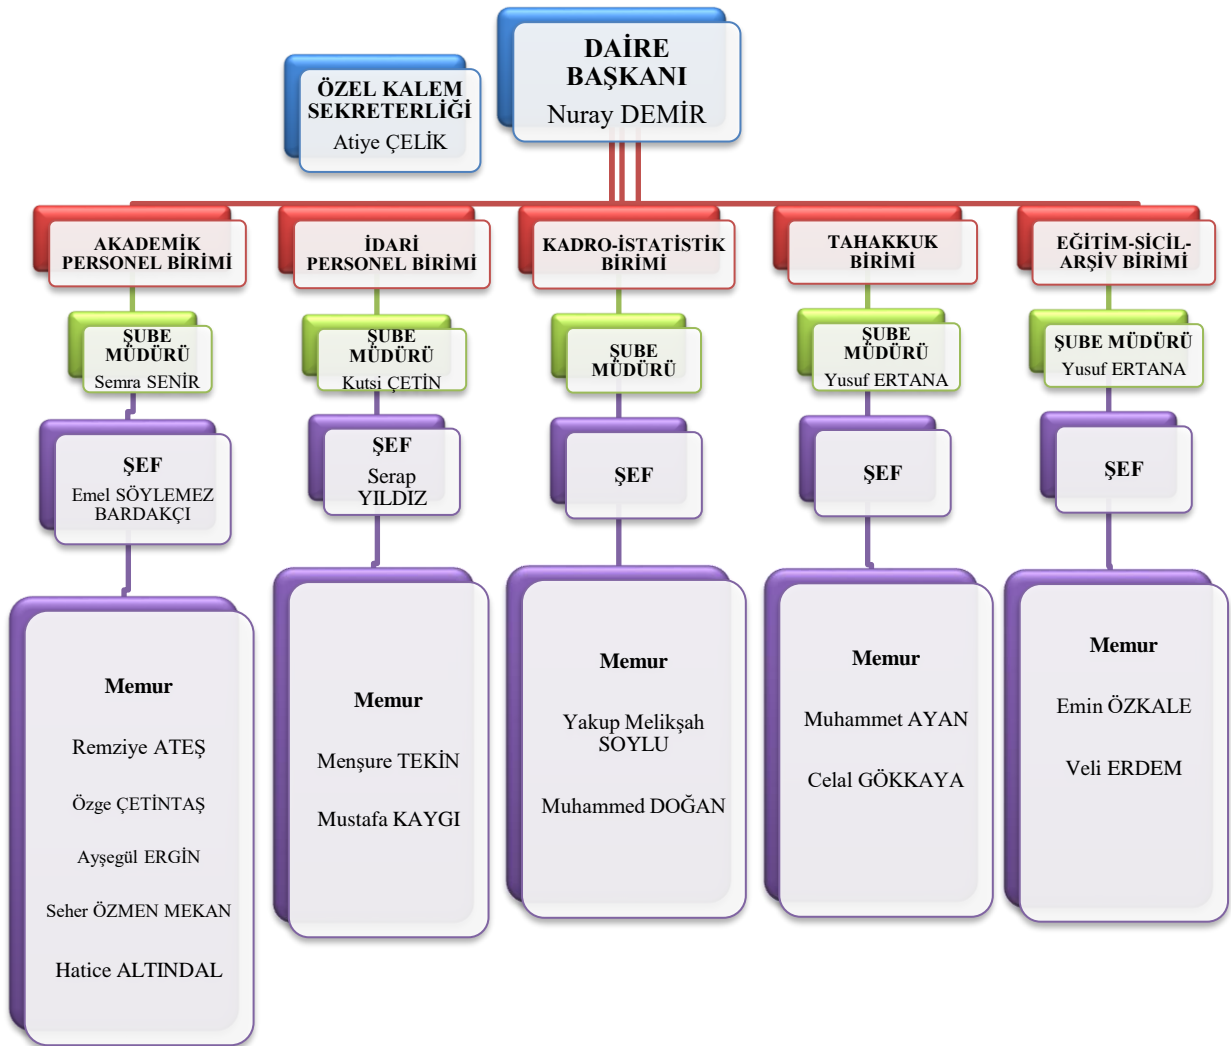 DAİRE
BAŞKANI
Nuray DEMİR
ÖZEL KALEM
SEKRETERLİĞİ
Atiye ÇELİK
AKADEMİK
PERSONEL BİRİMİ
İDARİ
PERSONEL BİRİMİ
KADRO-İSTATİSTİK
BİRİMİ
TAHAKKUK
BİRİMİ
EĞİTİM-SİCİL-
ARŞİV BİRİMİ
ŞUBE
MÜDÜRÜ
Semra SENİR
ŞUBE
MÜDÜRÜ
Kutsi ÇETİN
ŞUBE
MÜDÜRÜ
ŞUBE
MÜDÜRÜ
Yusuf ERTANA
ŞUBE MÜDÜRÜ
Yusuf ERTANA
ŞEF
Emel SÖYLEMEZ
BARDAKÇI
ŞEF
Serap
YILDIZ
ŞEF
ŞEF
ŞEF
Memur
Remziye ATEŞ
Özge ÇETİNTAŞ
Ayşegül ERGİN
Seher ÖZMEN MEKAN
Hatice ALTINDAL
Memur
Menşure TEKİN
Mustafa KAYGI
Memur
Yakup Melikşah
SOYLU
Muhammed DOĞAN
Memur
Muhammet AYAN
Celal GÖKKAYA
Memur
Emin ÖZKALE
Veli ERDEM